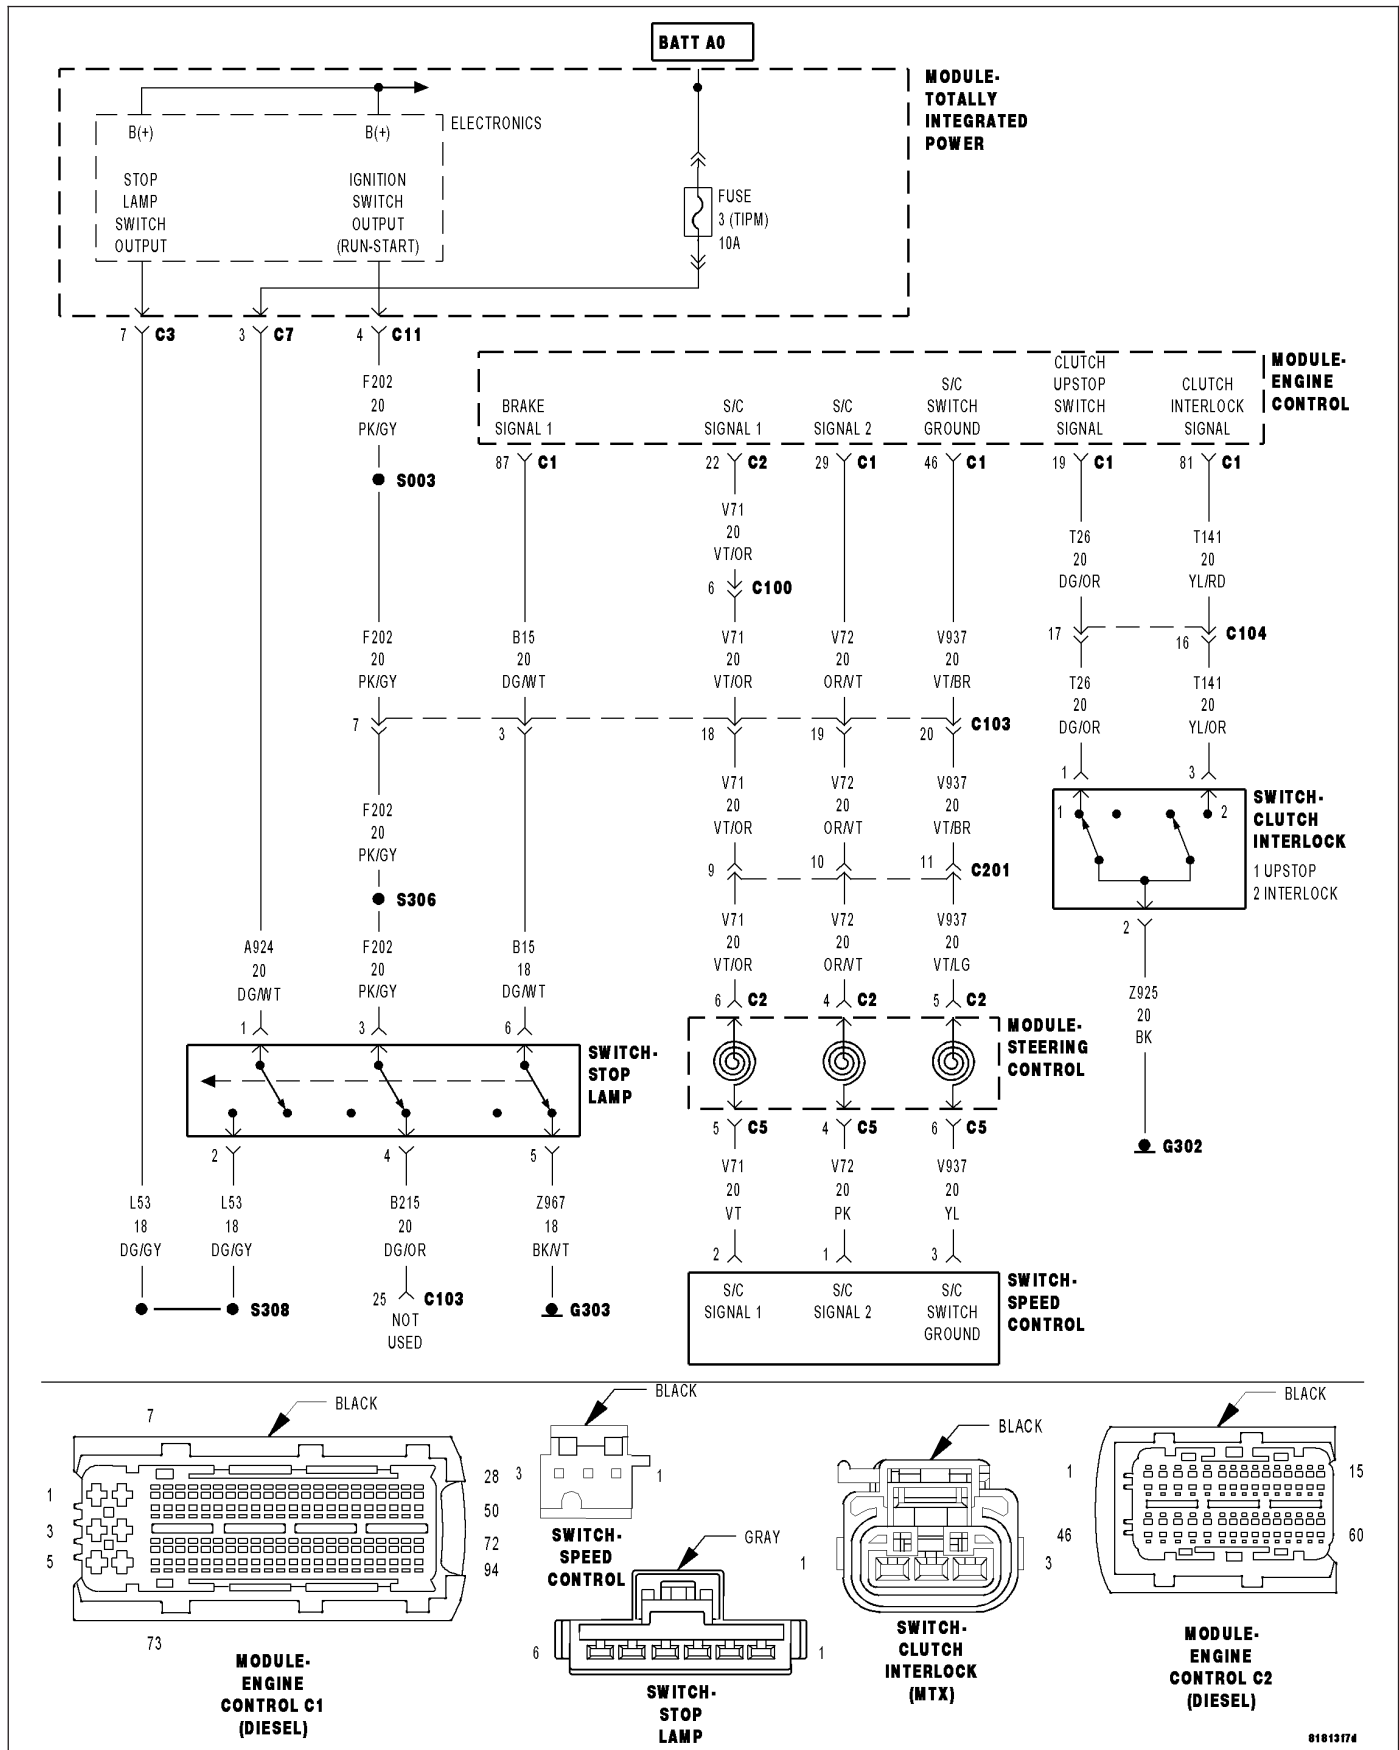 BATT A0
MODULE-
TOTALLY
INTEGRATED
POWER
ELECTRONICS
B(+)
B(+)
STOP
LAMP
SWITCH
OUTPUT
IGNITION
SWITCH
OUTPUT
(RUN-START)
FUSE
3 (TIPM)
10A
7 C3
3 C7
4 C11
F202
20
PK/GY
S003
MODULE-
ENGINE
CONTROL
BRAKE
SIGNAL 1
S/C
SIGNAL 1
S/C
SIGNAL 2
S/C
SWITCH
GROUND
CLUTCH
UPSTOP
SWITCH
SIGNAL
CLUTCH
INTERLOCK
SIGNAL
87 C1
22 C2
29 C1
46 C1
19 C1
81 C1
V71
20
VT/OR
6 C100
T26
20
DG/OR
T141
20
YL/RD
17
16
C104
F202
20
PK/GY
B15
20
DG/WT
V71
20
VT/OR
V72
20
OR/VT
V937
20
VT/BR
T26
20
DG/OR
T141
20
YL/OR
7
3
18
19
20
C103
1
3
F202
20
PK/GY
V71
20
VT/OR
V72
20
OR/VT
V937
20
VT/BR
1
2
SWITCH-
CLUTCH
INTERLOCK
1 UPSTOP
2 INTERLOCK
9
10
11
C201
S306
2
A924
20
DG/WT
F202
20
PK/GY
B15
18
DG/WT
V71
20
VT/OR
V72
20
OR/VT
V937
20
VT/LG
Z925
20
BK
6 C2
4 C2
5 C2
1
3
6
SWITCH-
STOP
LAMP
MODULE-
STEERING
CONTROL
5 C5
4 C5
6 C5
G302
2
4
5
L53
18
DG/GY
L53
18
DG/GY
B215
20
DG/OR
Z967
18
BK/VT
V71
20
VT
V72
20
PK
V937
20
YL
2
1
3
S308
25 C103
NOT
USED
G303
S/C
SIGNAL 1
S/C
SIGNAL 2
S/C
SWITCH
GROUND
SWITCH-
SPEED
CONTROL
7
BLACK
1
3
5
28
50
72
94
73
MODULE-
ENGINE
CONTROL C1
(DIESEL)
BLACK
3
1
SWITCH-
SPEED
CONTROL
GRAY
6
1
SWITCH-
STOP
LAMP
BLACK
1
3
SWITCH-
CLUTCH
INTERLOCK
(MTX)
BLACK
1
15
46
60
MODULE-
ENGINE
CONTROL C2
(DIESEL)
8181317d